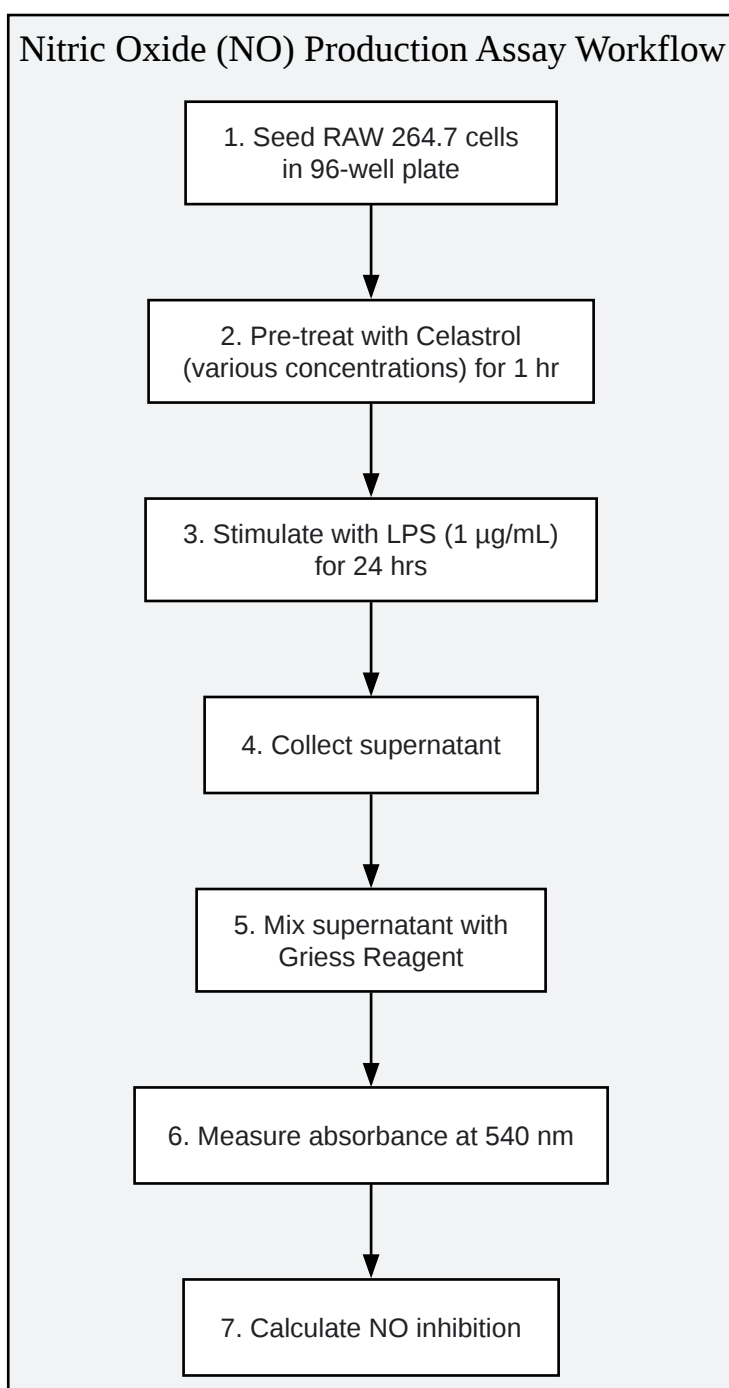 Nitric Oxide (NO) Production Assay Workflow
1. Seed RAW 264.7 cells
in 96-well plate
2. Pre-treat with Celastrol
(various concentrations) for 1 hr
3. Stimulate with LPS (1 µg/mL)
for 24 hrs
4. Collect supernatant
5. Mix supernatant with
Griess Reagent
6. Measure absorbance at 540 nm
7. Calculate NO inhibition